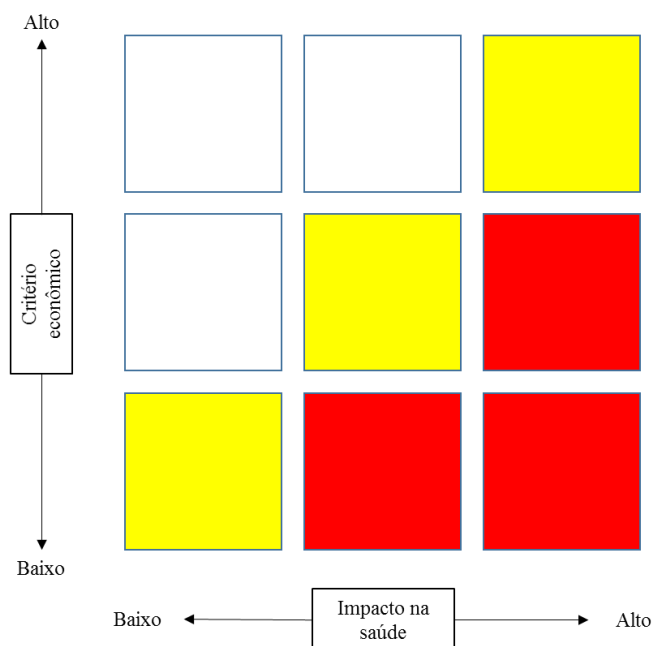 Alto
Critério
econômico
Baixo
Baixo
Impacto na
saúde
Alto